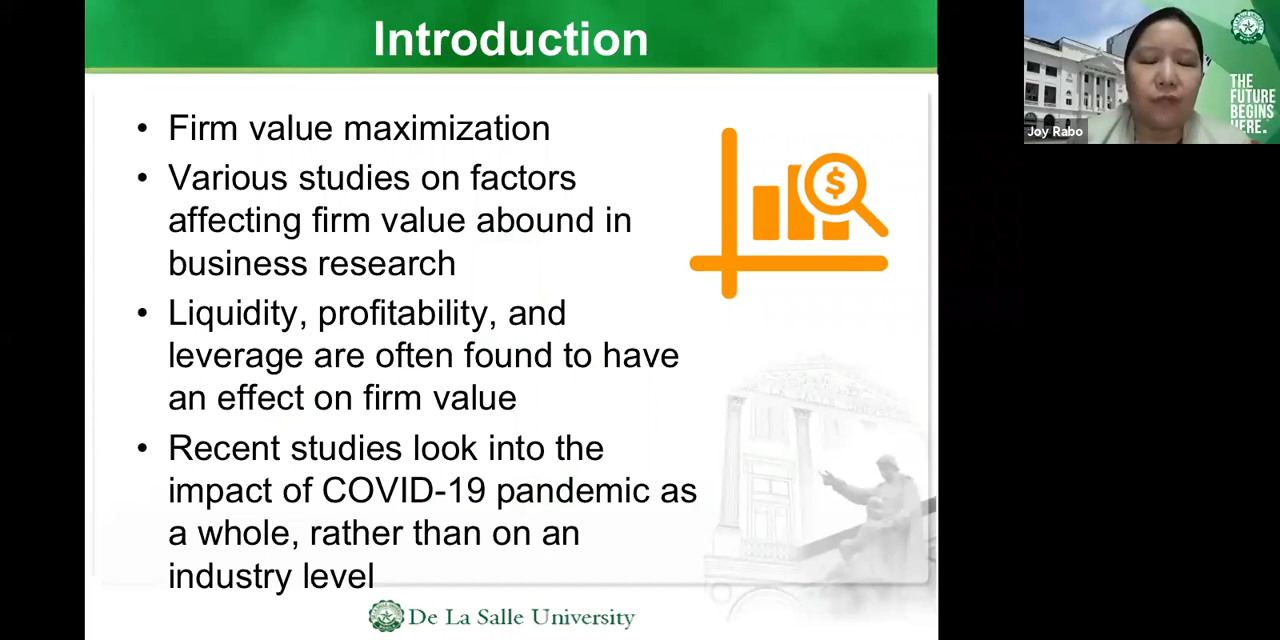 Introduction
• Firm value maximization
• Various studies on factors
affecting firm value abound in
business research
• Liquidity, profitability, and
leverage are often found to have
an effect on firm value
• Recent studies look into the
impact of COVID-19 pandemic as
a whole, rather than on an
industry level
De La Salle University
$
THE
FUTURE
BEGINS
HERE.
Joy Rabo